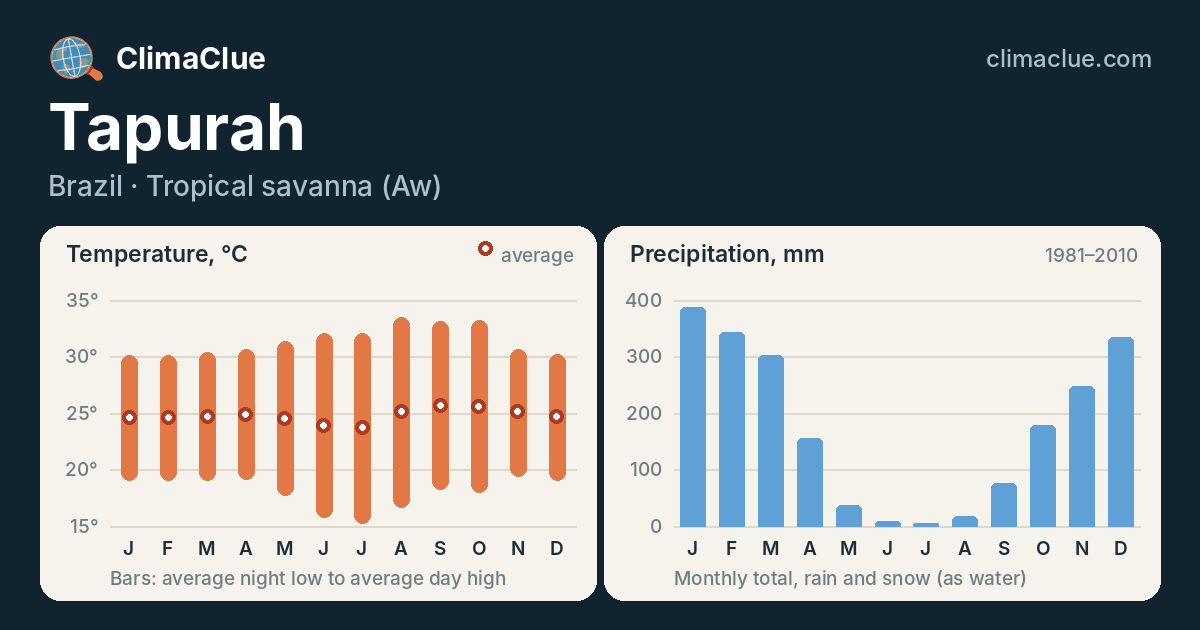 ClimaClue
climaclue.com
Tapurah
Brazil · Tropical savanna (Aw)
Temperature, °C
average
35°
30°
25°
20°
15°
J F M A M J J A S O N D
Bars: average night low to average day high
Precipitation, mm
1981–2010
400
300
200
100
0
J F M A M J J A S O N D
Monthly total, rain and snow (as water)